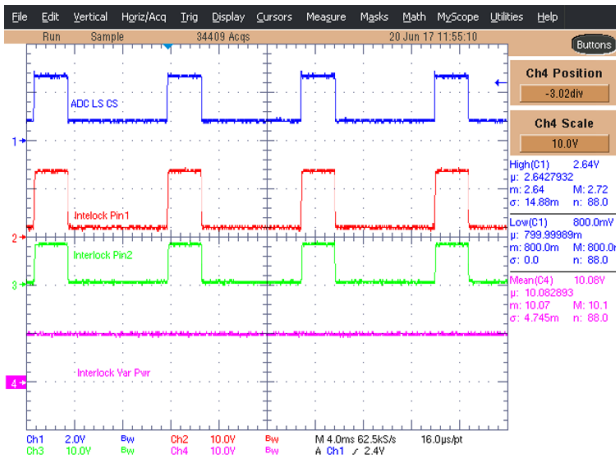 File Edit Vertical Horiz/Acq Trig Display Cursors Measure Masks Math MyScope Utilities Help
Run Sample 34409 Acqs 20 Jun 17 11:55:10
Buttons
Ch4 Position
-3.02div
Ch4 Scale
10.0V
ADC LS CS
1
Intelock Pin1
2
Interlock Pin2
3
Interlock Var Pwr
4
High(C1) 2.64V
µ: 2.6427932
m: 2.64 M: 2.72
σ: 14.88m n: 88.0
Low(C1) 800.0mV
µ: 799.99989m
m: 800.0m M: 800.0m
σ: 0.0 n: 88.0
Mean(C4) 10.08V
µ: 10.082893
m: 10.07 M: 10.1
σ: 4.745m n: 88.0
Ch1 2.0V Bw Ch2 10.0V Bw M 4.0ms 62.5kS/s 16.0µs/pt
Ch3 10.0V Bw Ch4 10.0V Bw A Ch1 / 2.4V